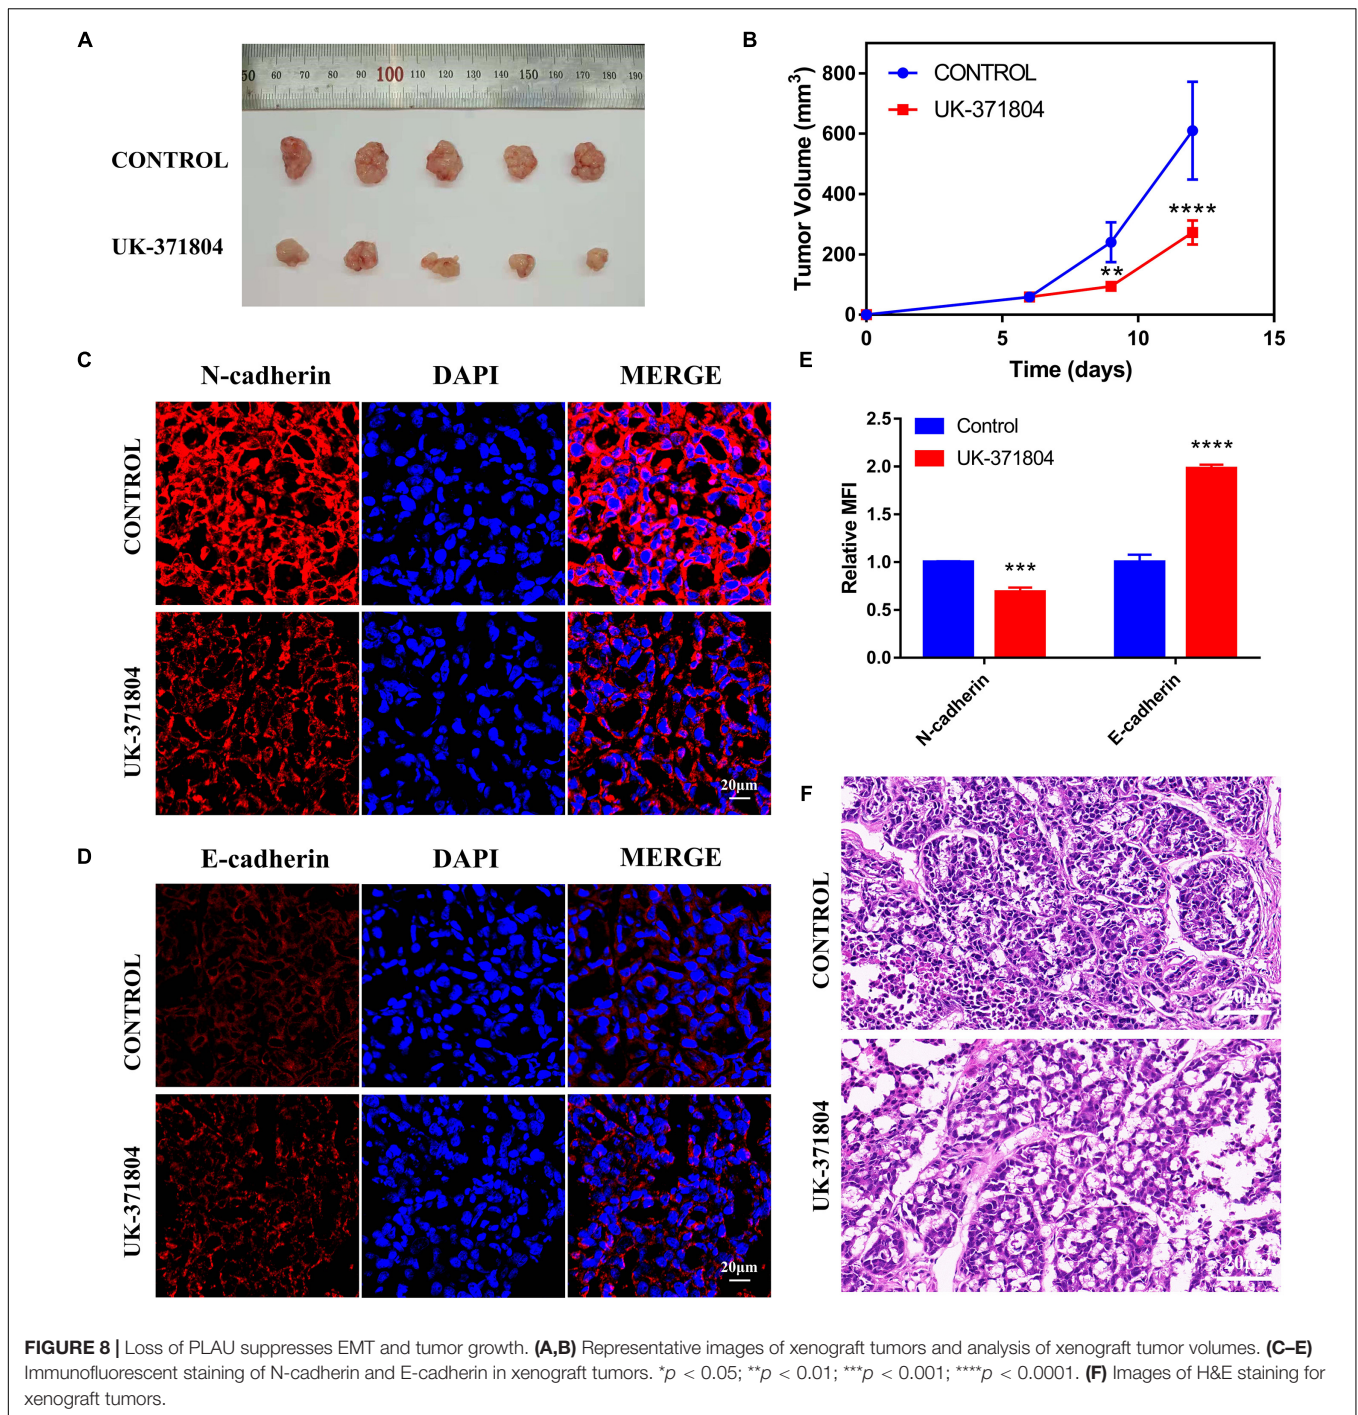 A
50 60 70 80 90 100 110 120 130 140 150 160 170 180 190
CONTROL
UK-371804
B
CONTROL
UK-371804
Tumor Volume (mm3)
800
600
400
200
0
****
**
0 5 10 15
Time (days)
C
N-cadherin DAPI MERGE
CONTROL
UK-371804
20μm
D
E-cadherin DAPI MERGE
CONTROL
UK-371804
20μm
E
Control
UK-371804
Relative MFI
2.5
2.0
1.5
1.0
0.5
0.0
***
****
N-cadherin
E-cadherin
F
CONTROL
20μm
UK-371804
20μm
FIGURE 8 | Loss of PLAU suppresses EMT and tumor growth. (A,B) Representative images of xenograft tumors and analysis of xenograft tumor volumes. (C–E)
Immunofluorescent staining of N-cadherin and E-cadherin in xenograft tumors. *p < 0.05; **p < 0.01; ***p < 0.001; ****p < 0.0001. (F) Images of H&E staining for
xenograft tumors.